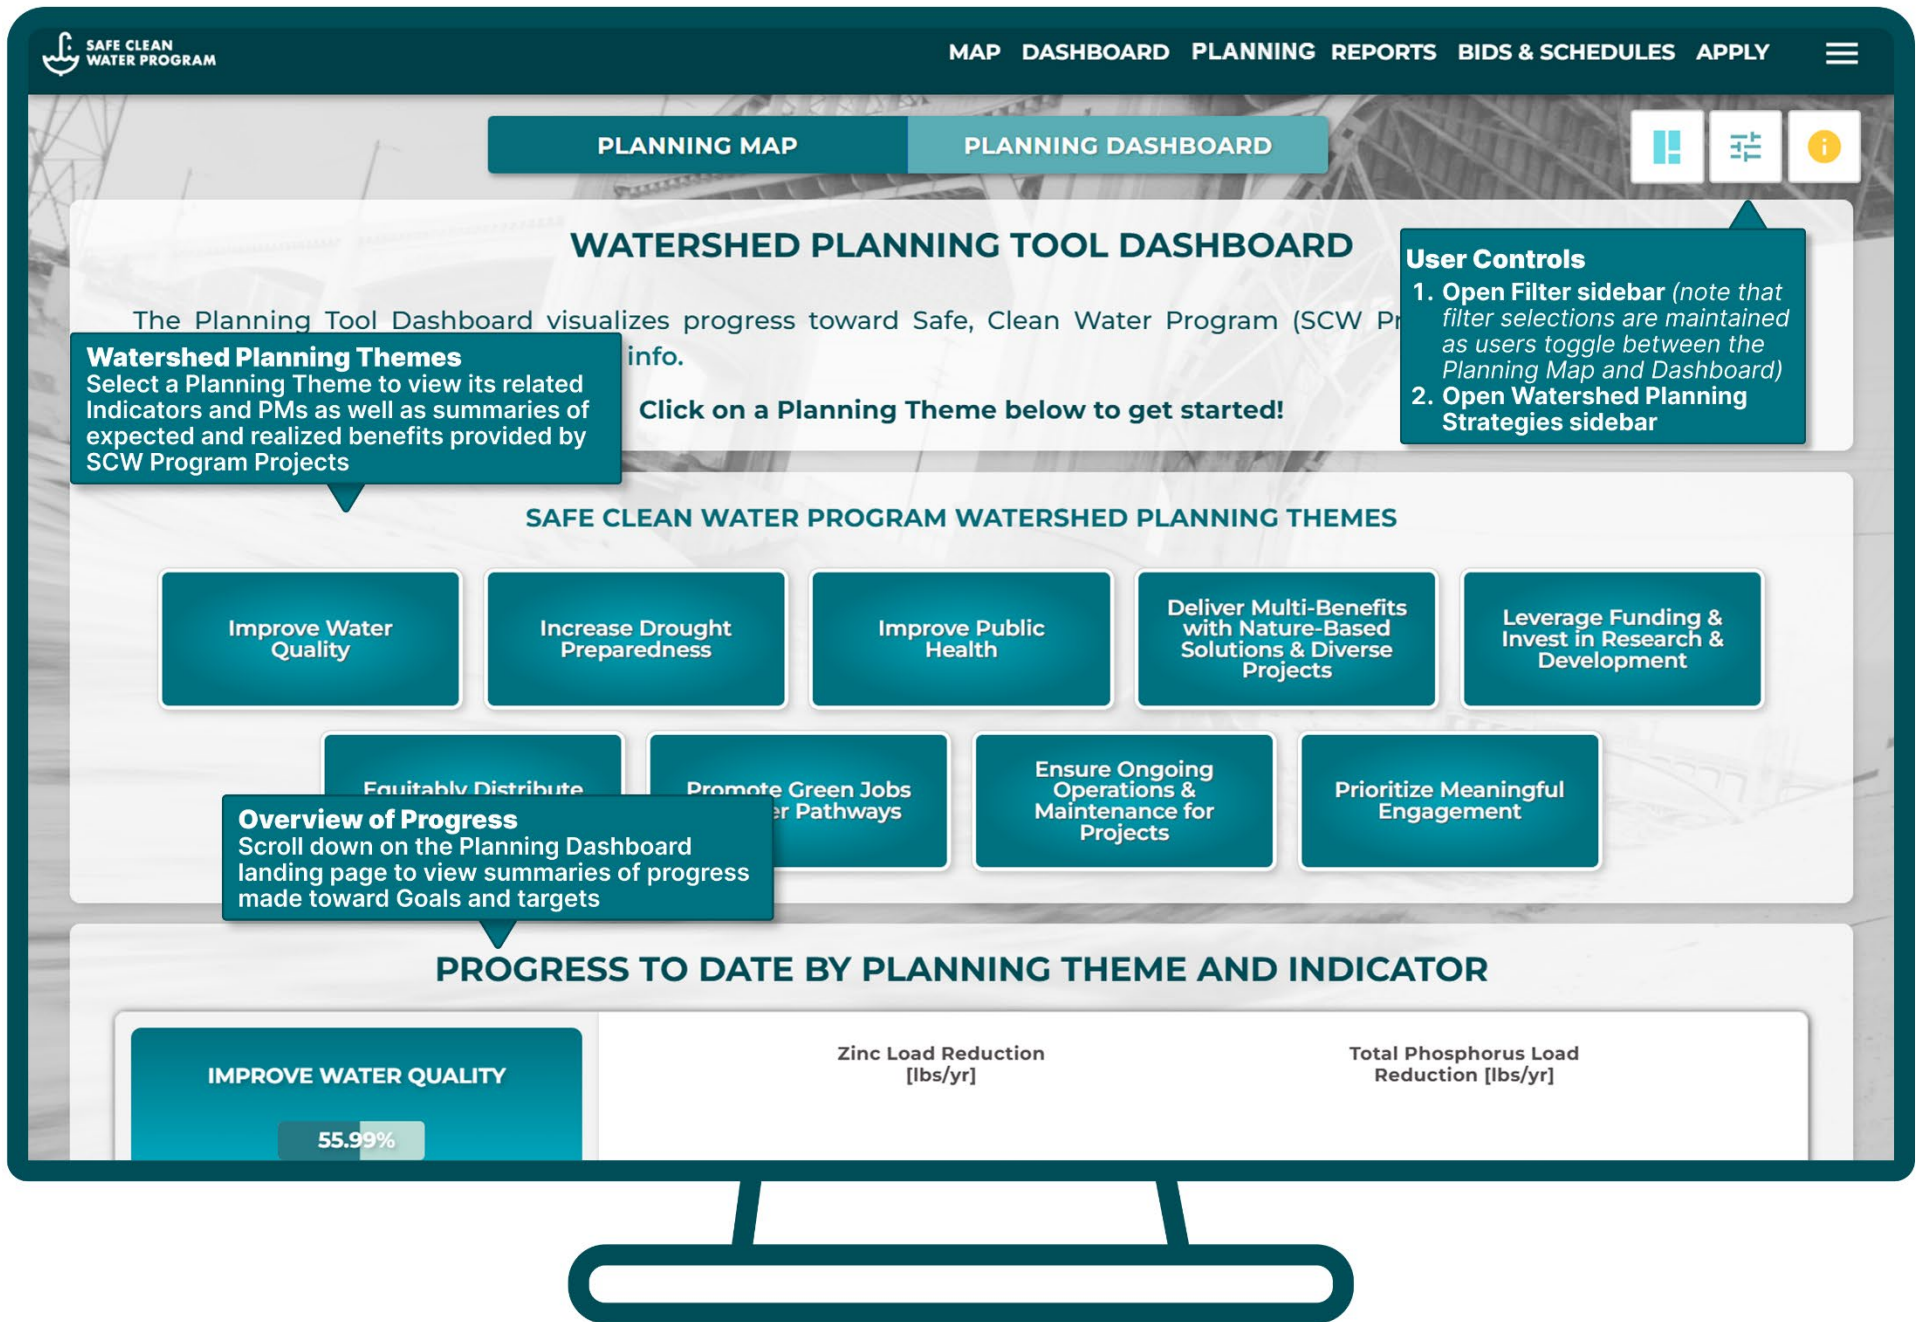 SAFE CLEAN
WATER PROGRAM
MAP DASHBOARD PLANNING REPORTS BIDS & SCHEDULES APPLY
PLANNING MAP
PLANNING DASHBOARD
WATERSHED PLANNING TOOL DASHBOARD
The Planning Tool Dashboard visualizes progress toward Safe, Clean Water Program (SCW
info.
Click on a Planning Theme below to get started!
User Controls
1. Open Filter sidebar (note that
filter selections are maintained
as users toggle between the
Planning Map and Dashboard)
2. Open Watershed Planning
Strategies sidebar
Watershed Planning Themes
Select a Planning Theme to view its related
Indicators and PMs as well as summaries of
expected and realized benefits provided by
SCW Program Projects
SAFE CLEAN WATER PROGRAM WATERSHED PLANNING THEMES
Improve Water
Quality
Increase Drought
Preparedness
Improve Public
Health
Deliver Multi-Benefits
with Nature-Based
Solutions & Diverse
Projects
Leverage Funding &
Invest in Research &
Development
Equitably Distribute
Promote Green Jobs
Pathways
Ensure Ongoing
Operations &
Maintenance for
Projects
Prioritize Meaningful
Engagement
Overview of Progress
Scroll down on the Planning Dashboard
landing page to view summaries of progress
made toward Goals and targets
PROGRESS TO DATE BY PLANNING THEME AND INDICATOR
IMPROVE WATER QUALITY
55.99%
Zinc Load Reduction
[lbs/yr]
Total Phosphorus Load
Reduction [lbs/yr]